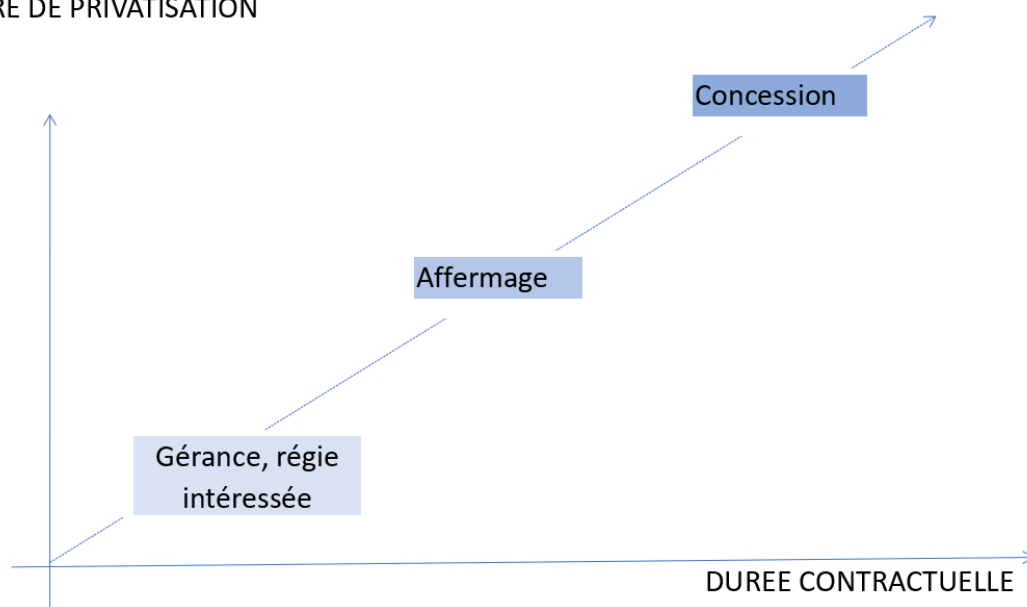 RE DE PRIVATISATION
Concession
Affermage
Gérance, régie
intéressée
DUREE CONTRACTUELLE